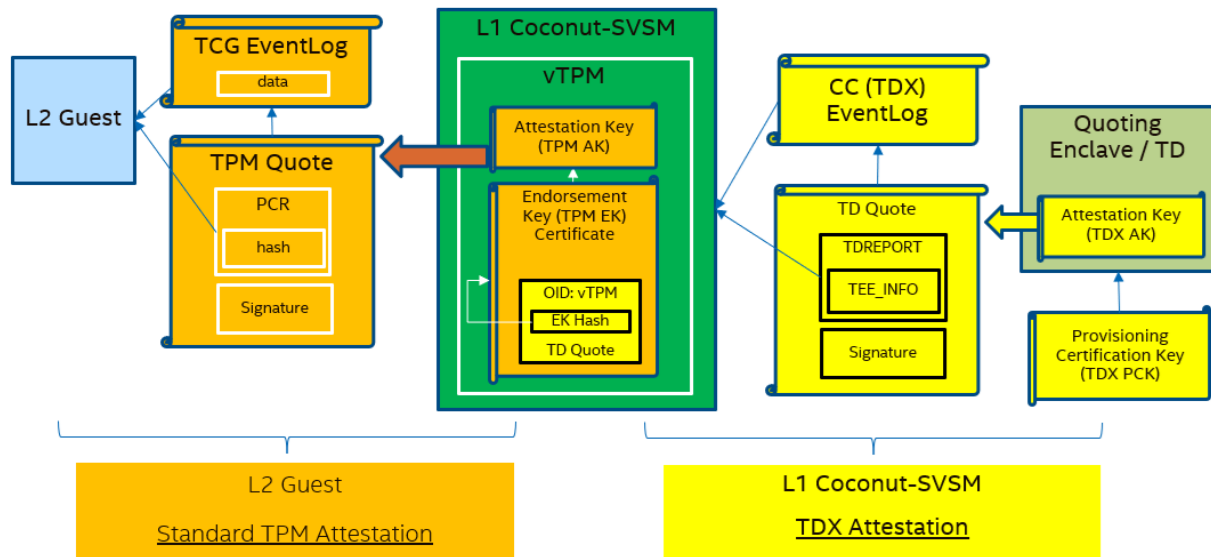 L2 Guest
TCG EventLog
data
TPM Quote
PCR
hash
Signature
L1 Coconut-SVSM
vTPM
Attestation Key
(TPM AK)
Endorsement
Key (TPM EK)
Certificate
OID: vTPM
EK Hash
TD Quote
CC (TDX)
EventLog
TD Quote
TDREPORT
TEE_INFO
Signature
Quoting
Enclave / TD
Attestation Key
(TDX AK)
Provisioning
Certification Key
(TDX PCK)
L2 Guest
Standard TPM Attestation
L1 Coconut-SVSM
TDX Attestation